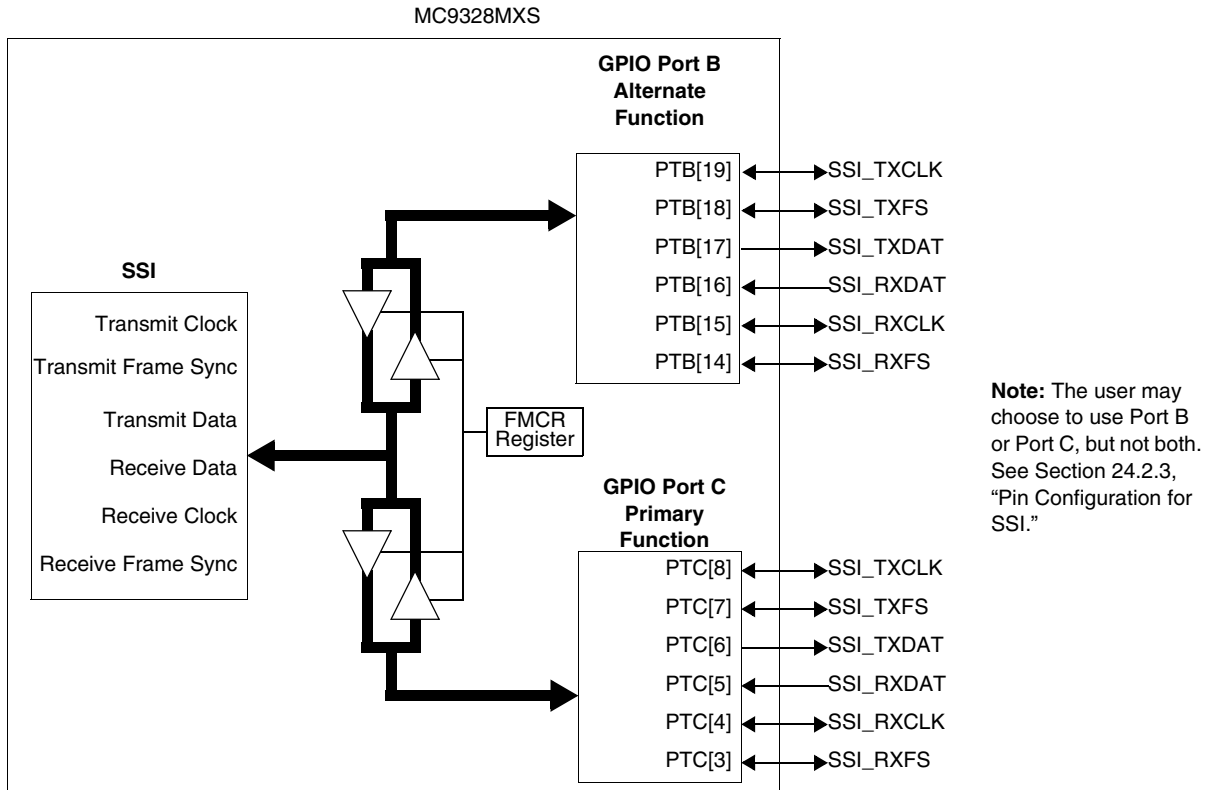 MC9328MXS
GPIO Port B
Alternate
Function
PTB[19]
SSI_TXCLK
PTB[18]
SSI_TXFS
PTB[17]
SSI_TXDAT
PTB[16]
SSI_RXDAT
PTB[15]
SSI_RXCLK
PTB[14]
SSI_RXFS
SSI
Transmit Clock
Transmit Frame Sync
Transmit Data
Receive Data
Receive Clock
Receive Frame Sync
FMCR
Register
GPIO Port C
Primary
Function
PTC[8]
SSI_TXCLK
PTC[7]
SSI_TXFS
PTC[6]
SSI_TXDAT
PTC[5]
SSI_RXDAT
PTC[4]
SSI_RXCLK
PTC[3]
SSI_RXFS
Note: The user may
choose to use Port B
or Port C, but not both.
See Section 24.2.3,
“Pin Configuration for
SSI.”